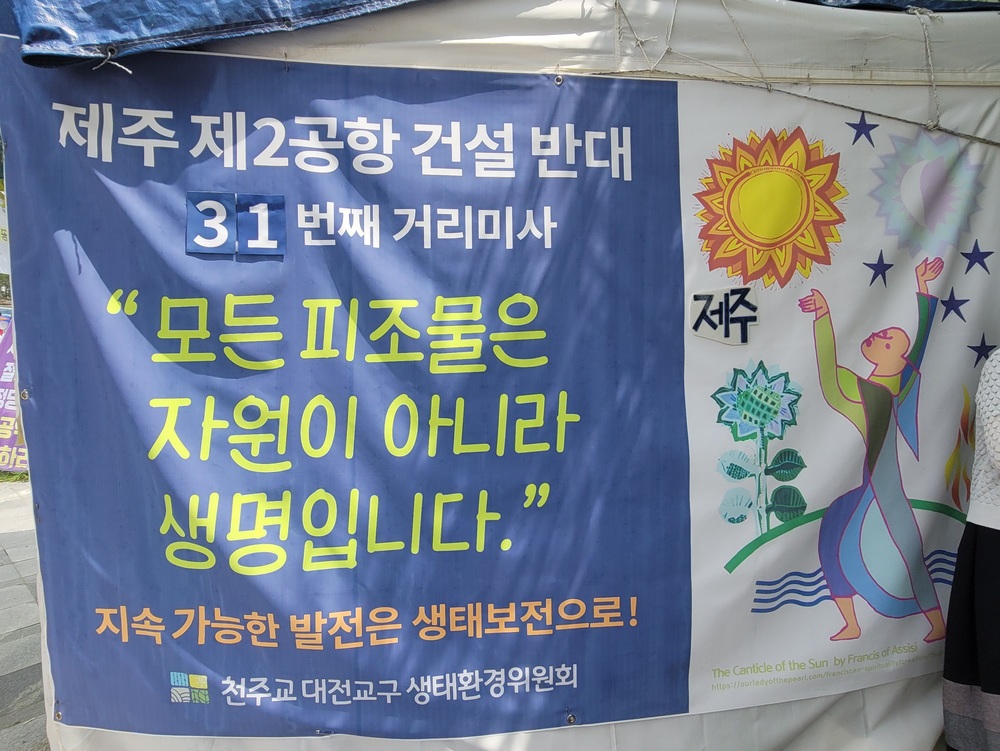 제주 제2공항 건설 반대
31 번째 거리미사
“모든 피조물은
자원이 아니라
생명입니다.”
지속 가능한 발전은 생태보전으로!
천주교 대전교구 생태환경위원회
제주
The Canticle of the Sun by Francis of Assisi